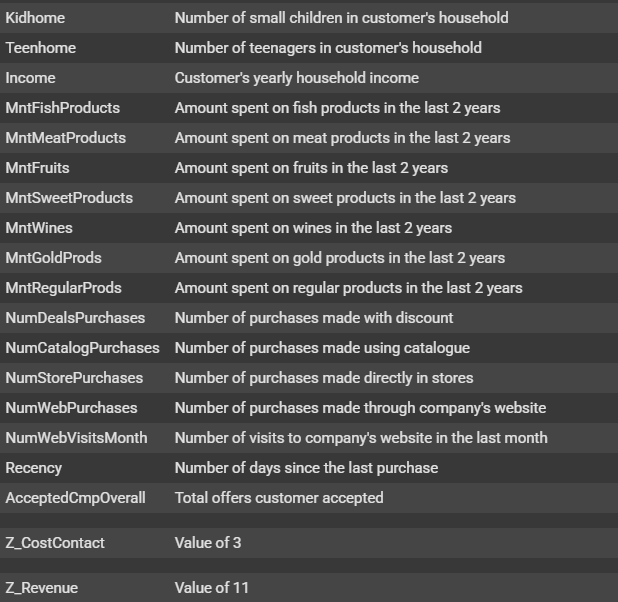 Kidhome Number of small children in customer's household
Teenhome Number of teenagers in customer's household
Income Customer's yearly household income
MntFishProducts Amount spent on fish products in the last 2 years
MntMeatProducts Amount spent on meat products in the last 2 years
MntFruits Amount spent on fruits in the last 2 years
MntSweetProducts Amount spent on sweet products in the last 2 years
MntWines Amount spent on wines in the last 2 years
MntGoldProds Amount spent on gold products in the last 2 years
MntRegularProds Amount spent on regular products in the last 2 years
NumDealsPurchases Number of purchases made with discount
NumCatalogPurchases Number of purchases made using catalogue
NumStorePurchases Number of purchases made directly in stores
NumWebPurchases Number of purchases made through company's website
NumWebVisitsMonth Number of visits to company's website in the last month
Recency Number of days since the last purchase
AcceptedCmpOverall Total offers customer accepted
Z_CostContact Value of 3
Z_Revenue Value of 11